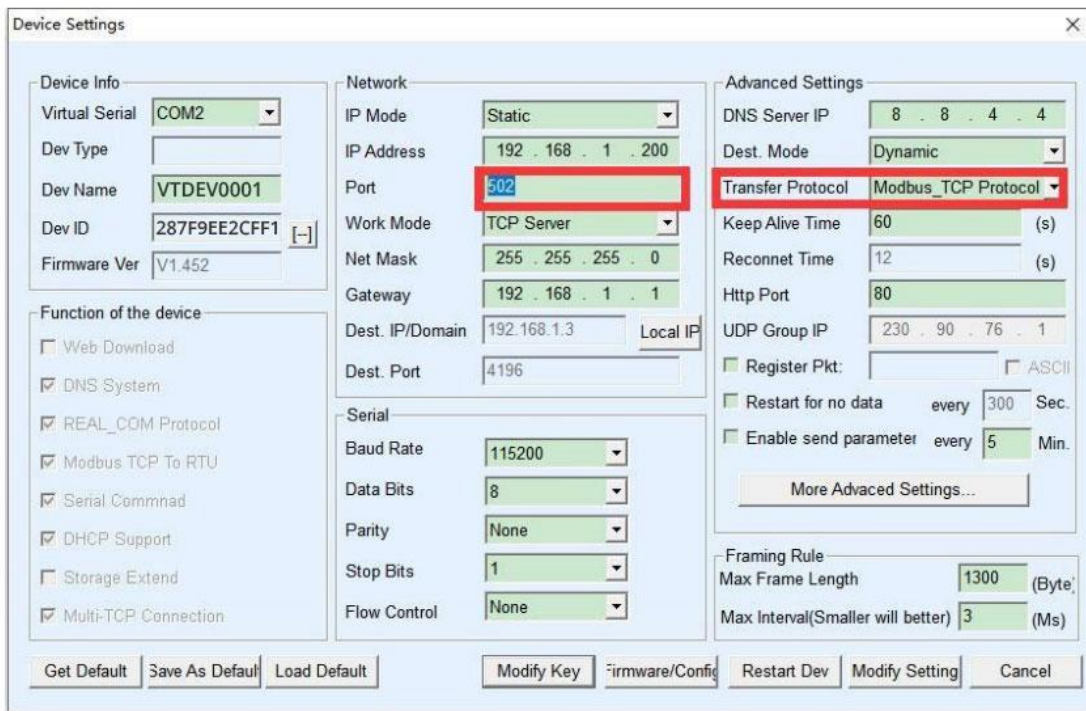 Device Settings
Device Info
Virtual Serial COM2
Dev Type
Dev Name VTDEV0001
Dev ID 287F9EE2CFF1 [--]
Firmware Ver V1.452
Function of the device
Web Download
DNS System
REAL_COM Protocol
Modbus TCP To RTU
Serial Commnad
DHCP Support
Storage Extend
Multi-TCP Connection
Network
IP Mode Static
IP Address 192 . 168 . 1 . 200
Port 502
Work Mode TCP Server
Net Mask 255 . 255 . 255 . 0
Gateway 192 . 168 . 1 . 1
Dest. IP/Domain 192.168.1.3 Local IP
Dest. Port 4196
Serial
Baud Rate 115200
Data Bits 8
Parity None
Stop Bits 1
Flow Control None
Advanced Settings
DNS Server IP 8 . 8 . 4 . 4
Dest. Mode Dynamic
Transfer Protocol Modbus_TCP Protocol
Keep Alive Time 60 (s)
Reconnet Time 12 (s)
Http Port 80
UDP Group IP 230 . 90 . 76 . 1
Register Pkt: ASCII
Restart for no data every 300 Sec.
Enable send parameter every 5 Min.
More Advaced Settings...
Framing Rule
Max Frame Length 1300 (Byte)
Max Interval(Smaller will better) 3 (Ms)
Get Default Save As Defaul Load Default Modify Key Firmware/Config Restart Dev Modify Setting Cancel